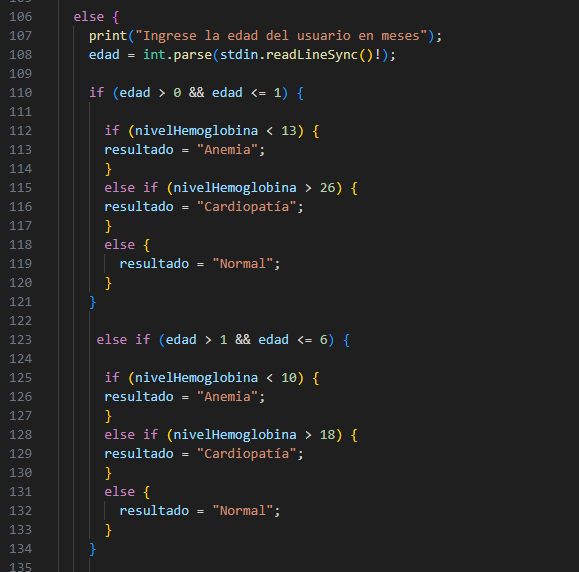 106 else {
107 print("Ingrese la edad del usuario en meses");
108 edad = int.parse(stdin.readLineSync()!);
109
110 if (edad > 0 && edad <= 1) {
111
112 if (nivelHemoglobina < 13) {
113 resultado = "Anemia";
114 }
115 else if (nivelHemoglobina > 26) {
116 resultado = "Cardiopatía";
117 }
118 else {
119 resultado = "Normal";
120 }
121 }
122
123 else if (edad > 1 && edad <= 6) {
124
125 if (nivelHemoglobina < 10) {
126 resultado = "Anemia";
127 }
128 else if (nivelHemoglobina > 18) {
129 resultado = "Cardiopatía";
130 }
131 else {
132 resultado = "Normal";
133 }
134 }
135